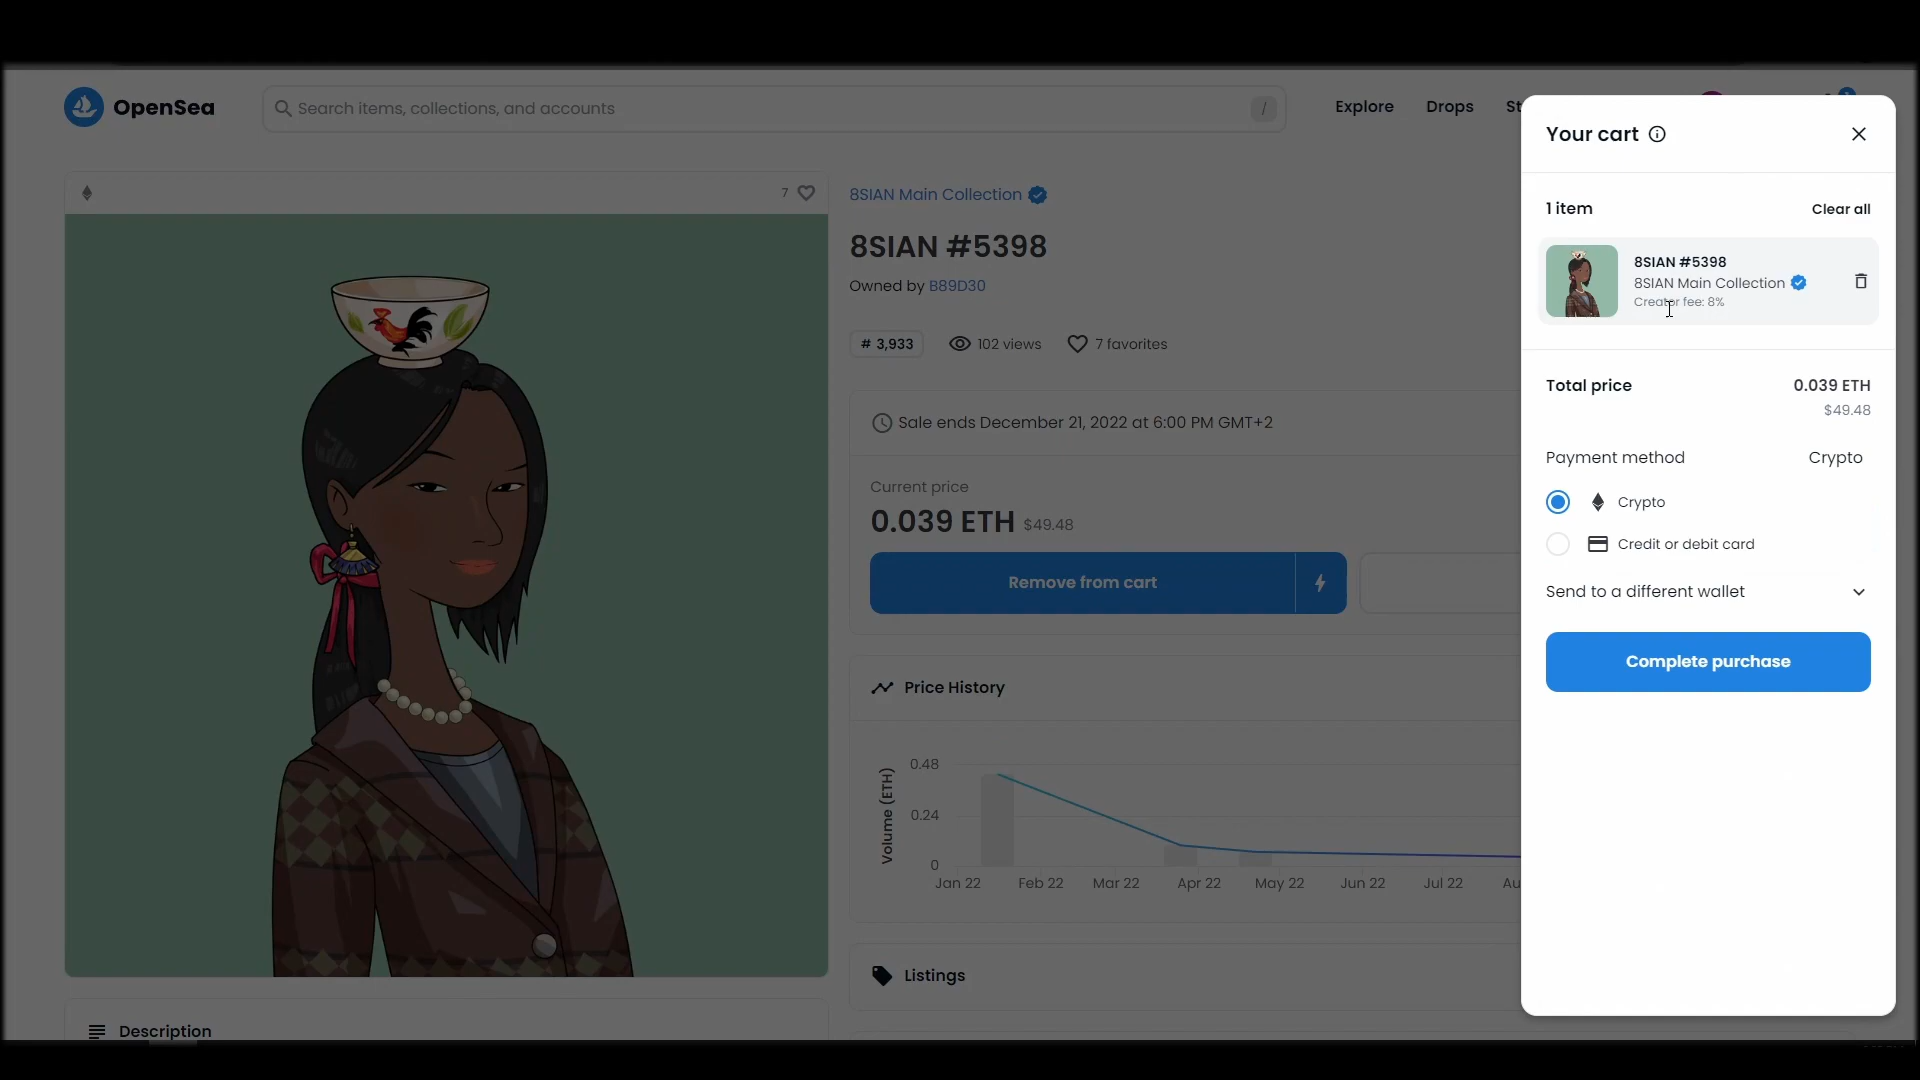 OpenSea
Search items, collections, and accounts
/
Explore
Drops
7
8SIAN Main Collection
8SIAN #5398
Owned by B89D30
# 3,933
102 views
7 favorites
Sale ends December 21, 2022 at 6:00 PM GMT+2
Current price
0.039 ETH $49.48
Remove from cart
Price History
Volume (ETH)
0.48
0.24
0
Jan 22 Feb 22 Mar 22 Apr 22 May 22 Jun 22 Jul 22
Listings
Description
Your cart
1 item
Clear all
8SIAN #5398
8SIAN Main Collection
Creator fee: 8%
Total price
0.039 ETH
$49.48
Payment method
Crypto
Crypto
Credit or debit card
Send to a different wallet
Complete purchase